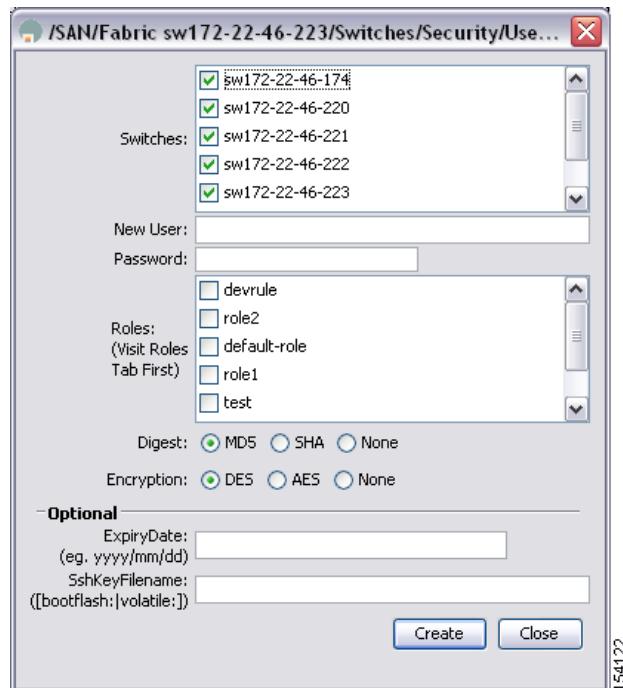 /SAN/Fabric sw172-22-46-223/Switches/Security/Use...
Switches:
sw172-22-46-174
sw172-22-46-220
sw172-22-46-221
sw172-22-46-222
sw172-22-46-223
New User:
Password:
Roles:
(Visit Roles
Tab First)
devrule
role2
default-role
role1
test
Digest: MD5 SHA None
Encryption: DES AES None
Optional
ExpiryDate:
(eg. yyyy/mm/dd)
SshKeyFilename:
([bootflash:|volatile:])
Create Close
154122